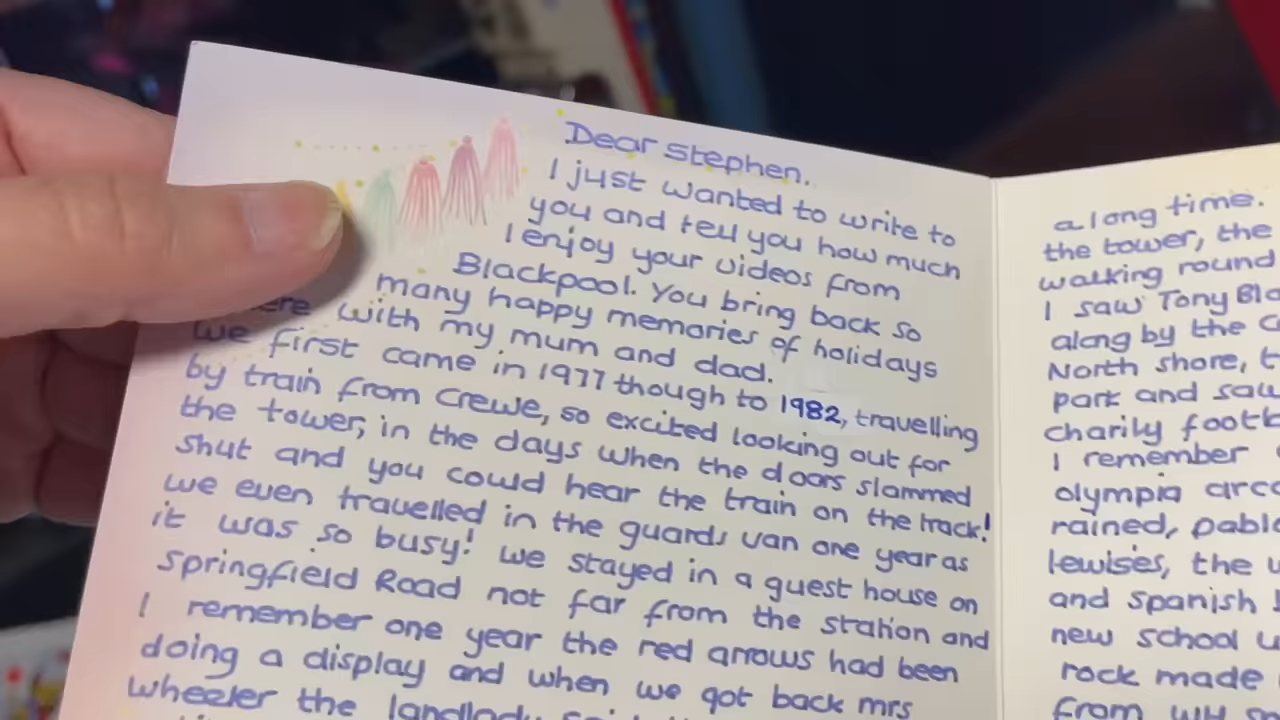 Dear Stephen.
I just wanted to write to
you and tell you how much
I enjoy your videos from
Blackpool. You bring back so
many happy memories of holidays
with my mum and dad.
we first came in 1977 though to 1982, travelling
by train from Crewe, so excited looking out for
the tower, in the days when the doors slammed
shut and you could hear the train on the track!
we even travelled in the guards van one year as
it was so busy! we stayed in a guest house on
Springfield Road not far from the station and
I remember one year the red arrows had been
doing a display and when we got back mrs
wheeler the landlady
along time.
the tower, the
walking round
I saw Tony
along by the
North shore,
park and saw
charity
I remember
olympia
rained,
lewises, the
and spanish
new school
rock made
from